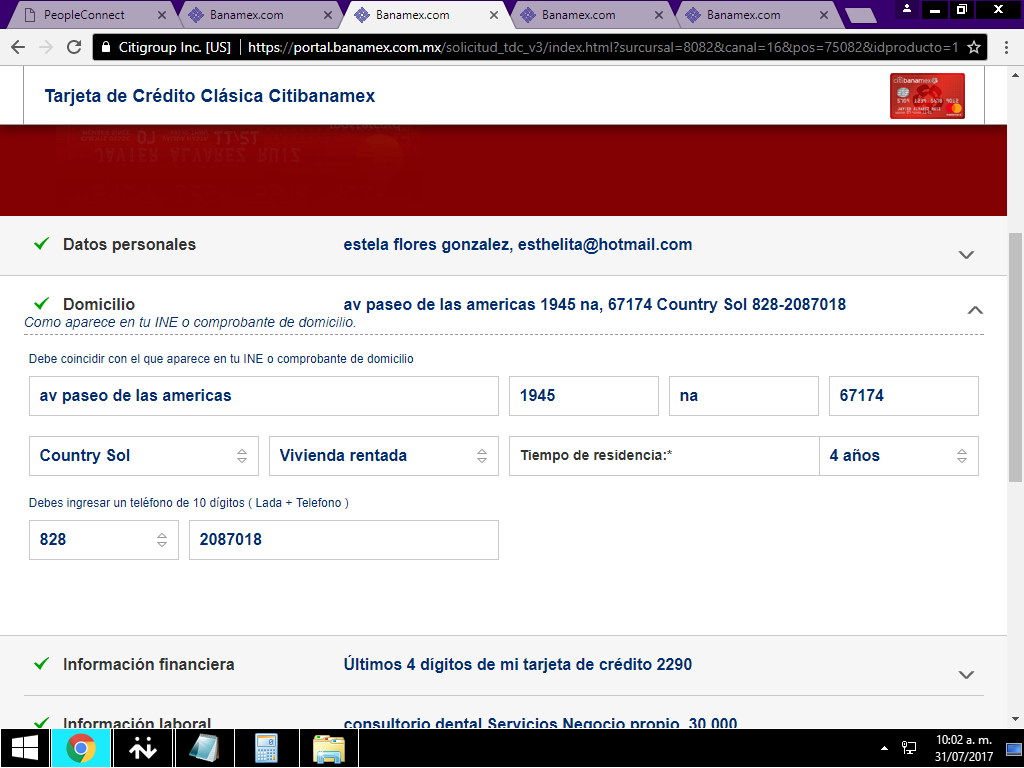 PeopleConnect
Banamex.com
Banamex.com
Banamex.com
Banamex.com
Citigroup Inc. [US] https://portal.banamex.com.mx/solicitud_tdc_v3/index.html?surcursal=8082&canal=16&pos=75082&idproducto=1
Tarjeta de Crédito Clásica Citibanamex
Datos personales estela flores gonzalez, esthelita@hotmail.com
Domicilio av paseo de las americas 1945 na, 67174 Country Sol 828-2087018
Como aparece en tu INE o comprobante de domicilio.
Debe coincidir con el que aparece en tu INE o comprobante de domicilio
av paseo de las americas 1945 na 67174
Country Sol Vivienda rentada Tiempo de residencia:* 4 años
Debes ingresar un teléfono de 10 dígitos ( Lada + Telefono )
828 2087018
Información financiera Últimos 4 dígitos de mi tarjeta de crédito 2290
Información laboral consultorio dental Servicios Negocio propio, 30,000
10:02 a. m.
31/07/2017